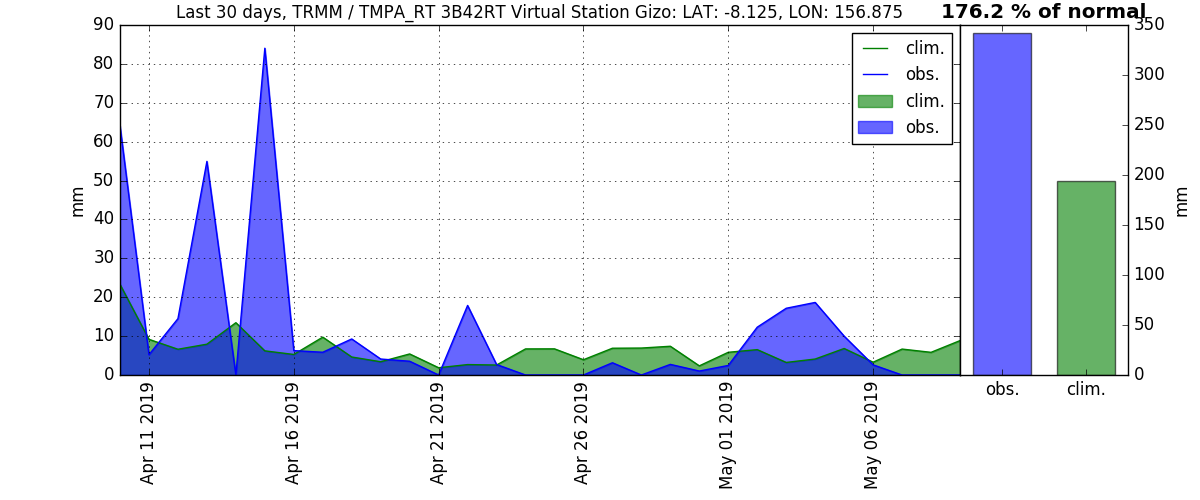 Last 30 days, TRMM / TMPA_RT 3B42RT Virtual Station Gizo: LAT: -8.125, LON: 156.875
176.2 % of normal
90
80
70
60
50
40
30
20
10
0
mm
clim.
obs.
clim.
obs.
Apr 11 2019
Apr 16 2019
Apr 21 2019
Apr 26 2019
May 01 2019
May 06 2019
350
300
250
200
150
100
50
0
mm
obs.
clim.